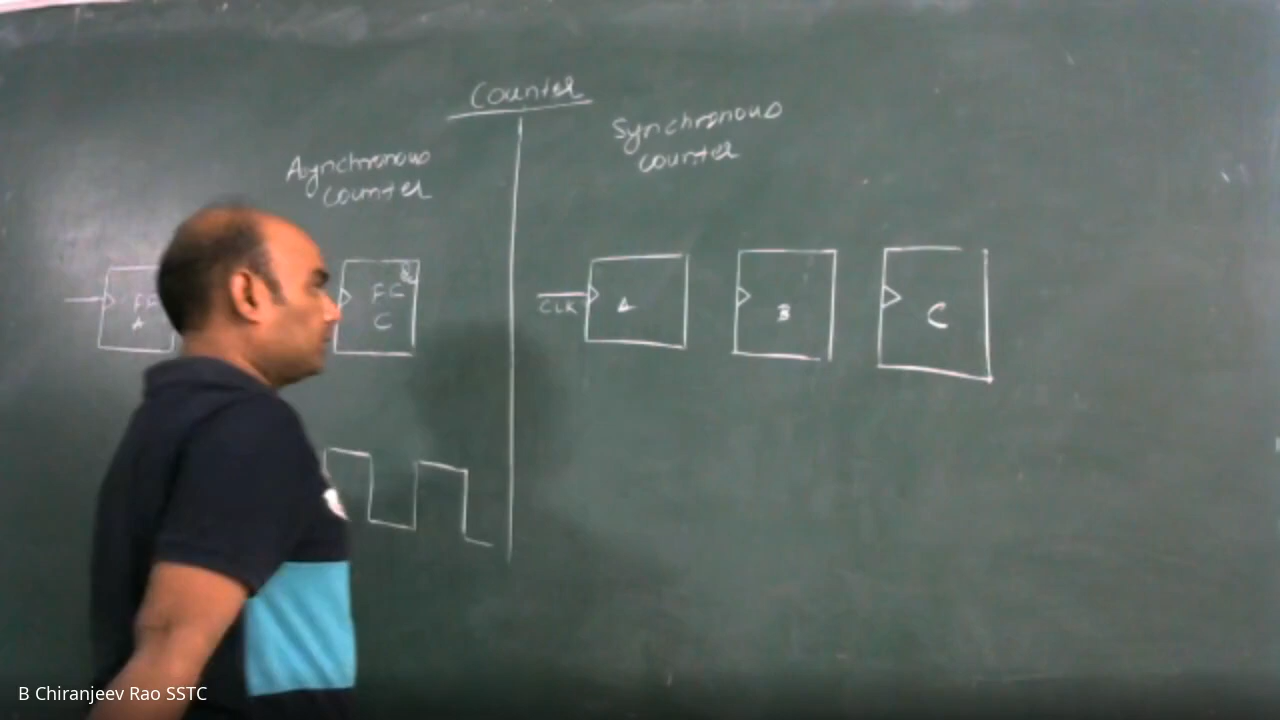 Counter
Asynchronous
counter
Synchronous
counter
FF
A
FF
C
CLK
A
B
C
B Chiranjeev Rao SSTC